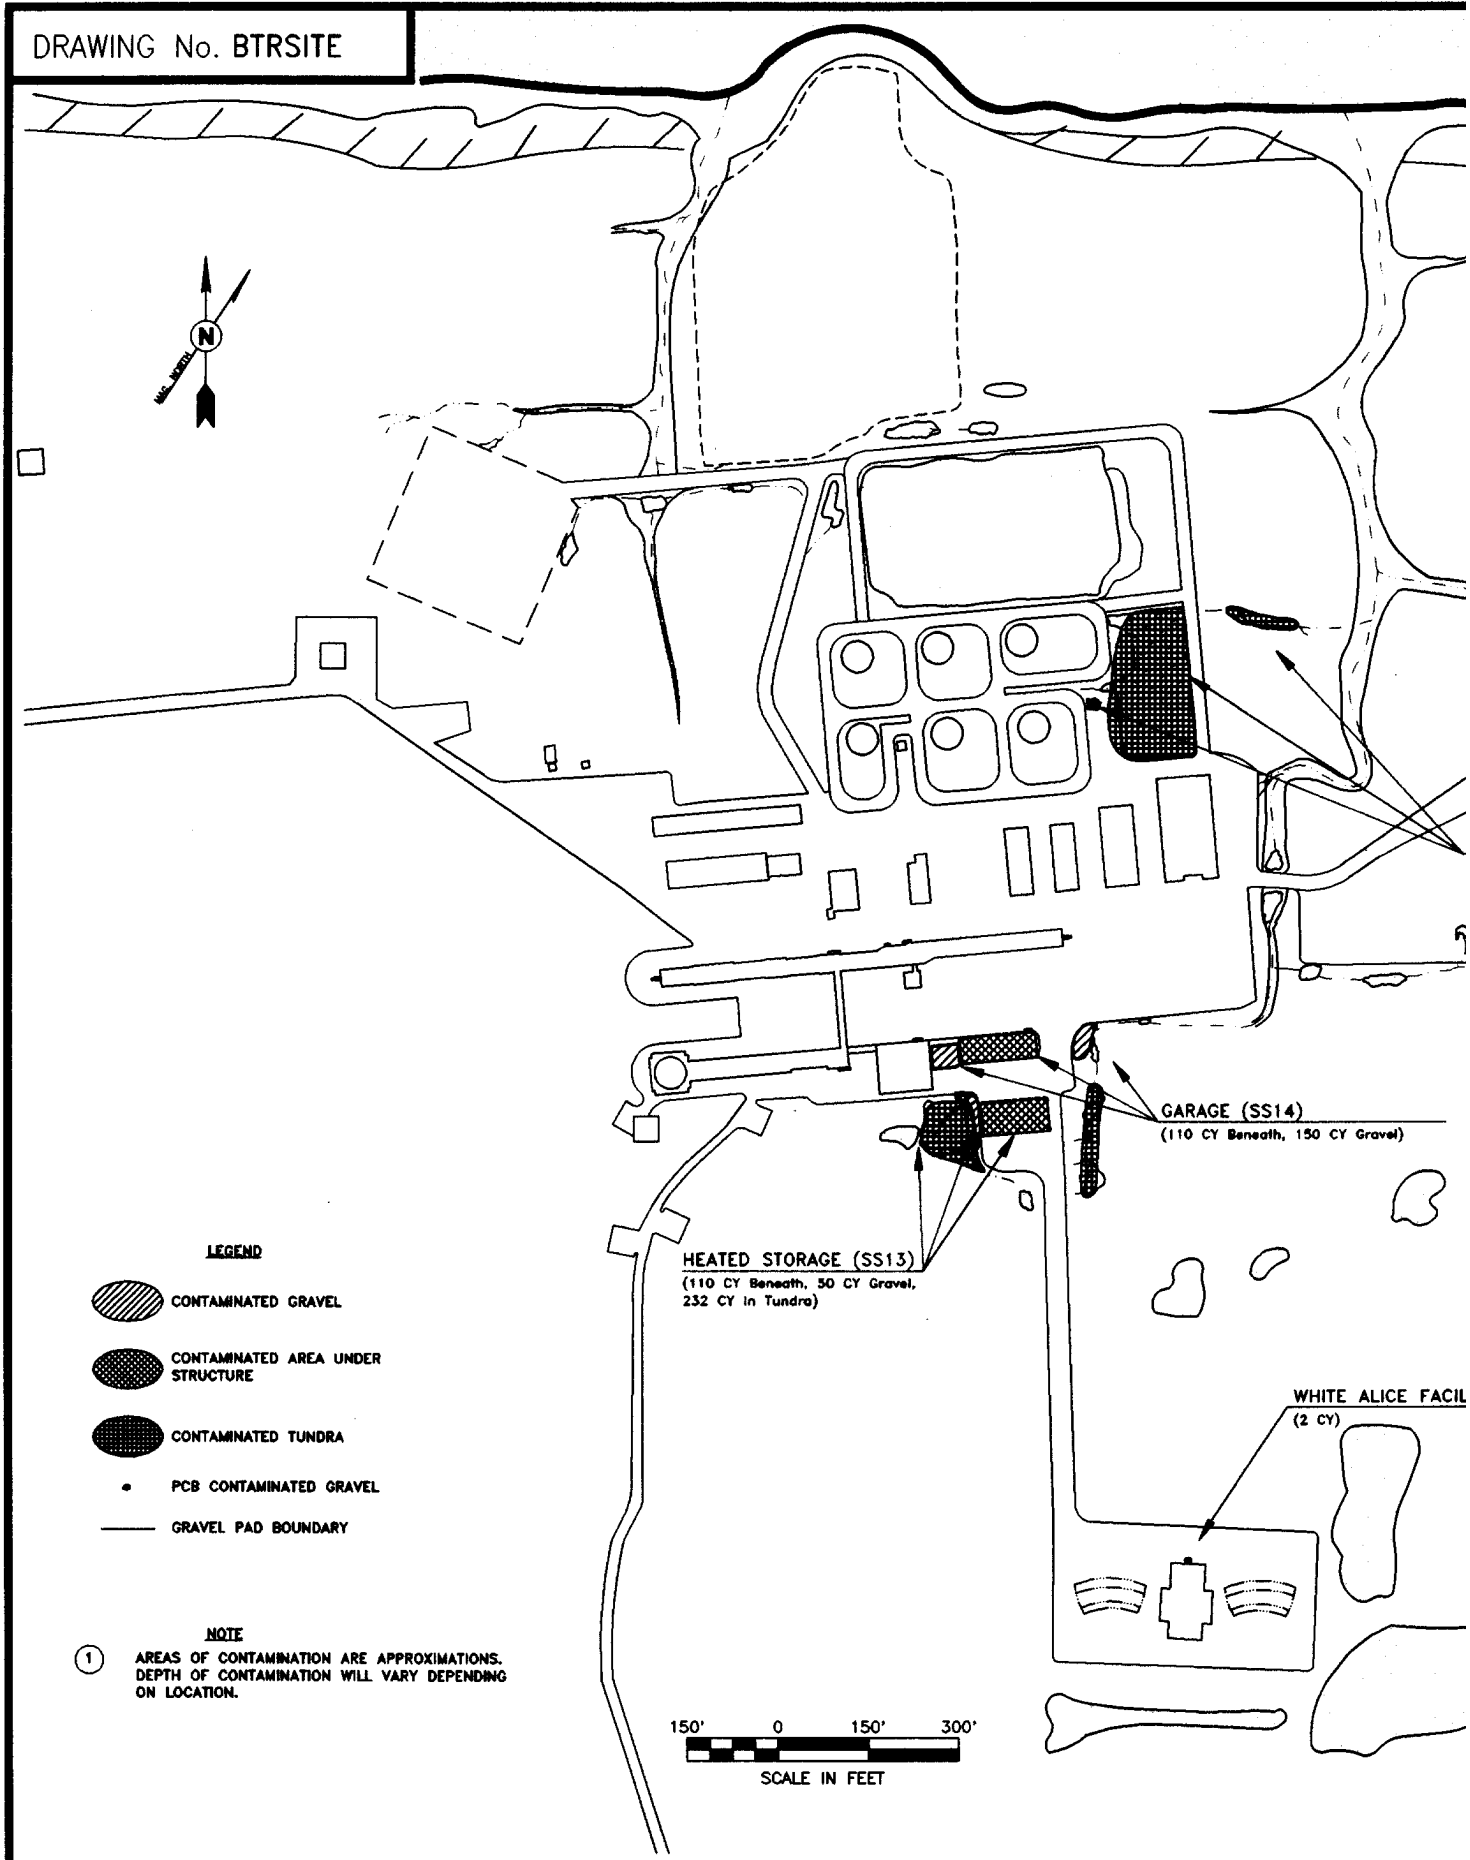 DRAWING No. BTRSITE
N
MAG. NORTH
GARAGE (SS14)
(110 CY Beneath, 150 CY Gravel)
HEATED STORAGE (SS13)
(110 CY Beneath, 50 CY Gravel,
232 CY in Tundra)
LEGEND
CONTAMINATED GRAVEL
CONTAMINATED AREA UNDER
STRUCTURE
CONTAMINATED TUNDRA
PCB CONTAMINATED GRAVEL
GRAVEL PAD BOUNDARY
WHITE ALICE FACIL
(2 CY)
NOTE
1 AREAS OF CONTAMINATION ARE APPROXIMATIONS.
DEPTH OF CONTAMINATION WILL VARY DEPENDING
ON LOCATION.
150' 0 150' 300'
SCALE IN FEET